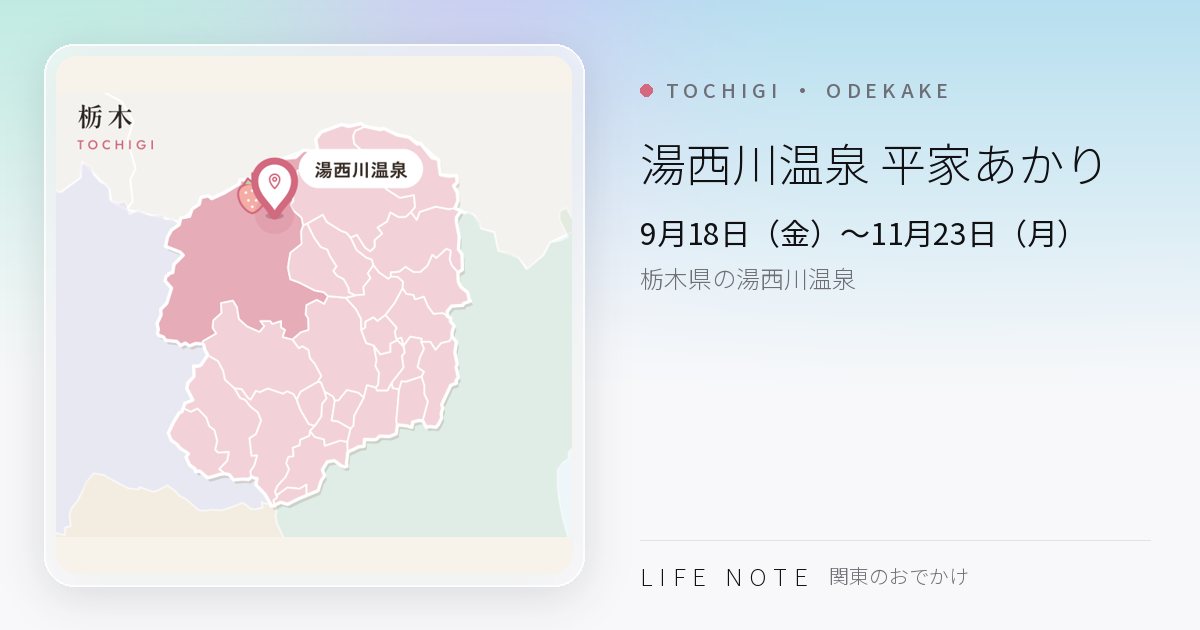 栃木
TOCHIGI
湯西川温泉
TOCHIGI • ODEKAKE
湯西川温泉 平家あかり
9月18日（金）〜11月23日（月）
栃木県の湯西川温泉
LIFE NOTE 関東のおでかけ